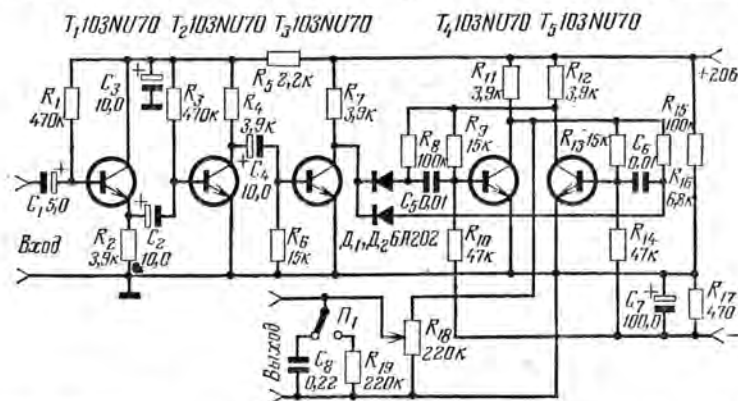 T₁103NU70 T₂103NU70 T₃103NU70 T₄103NU70 T₅103NU70
R₁
470к
C₃
10,0
R₃
470к
R₄
3,9к
R₅ 2,2к
R₇
3,9к
R₁₁
3,9к
R₁₂
3,9к
+20в
R₈
100к
R₉
15к
R₁₃ 15к
C₆
0,01
R₁₅
100к
R₁₆
6,8к
C₁ 5,0
C₄
10,0
C₅ 0,01
Вход
R₂
3,9к
C₂
10,0
R₆
15к
Д₁,Д₂ БА202
R₁₀
47к
R₁₄
47к
C₇
100,0
R₁₇
470
Выход
П₁
C₈
0,22
R₁₉
220к
R₁₈
220к